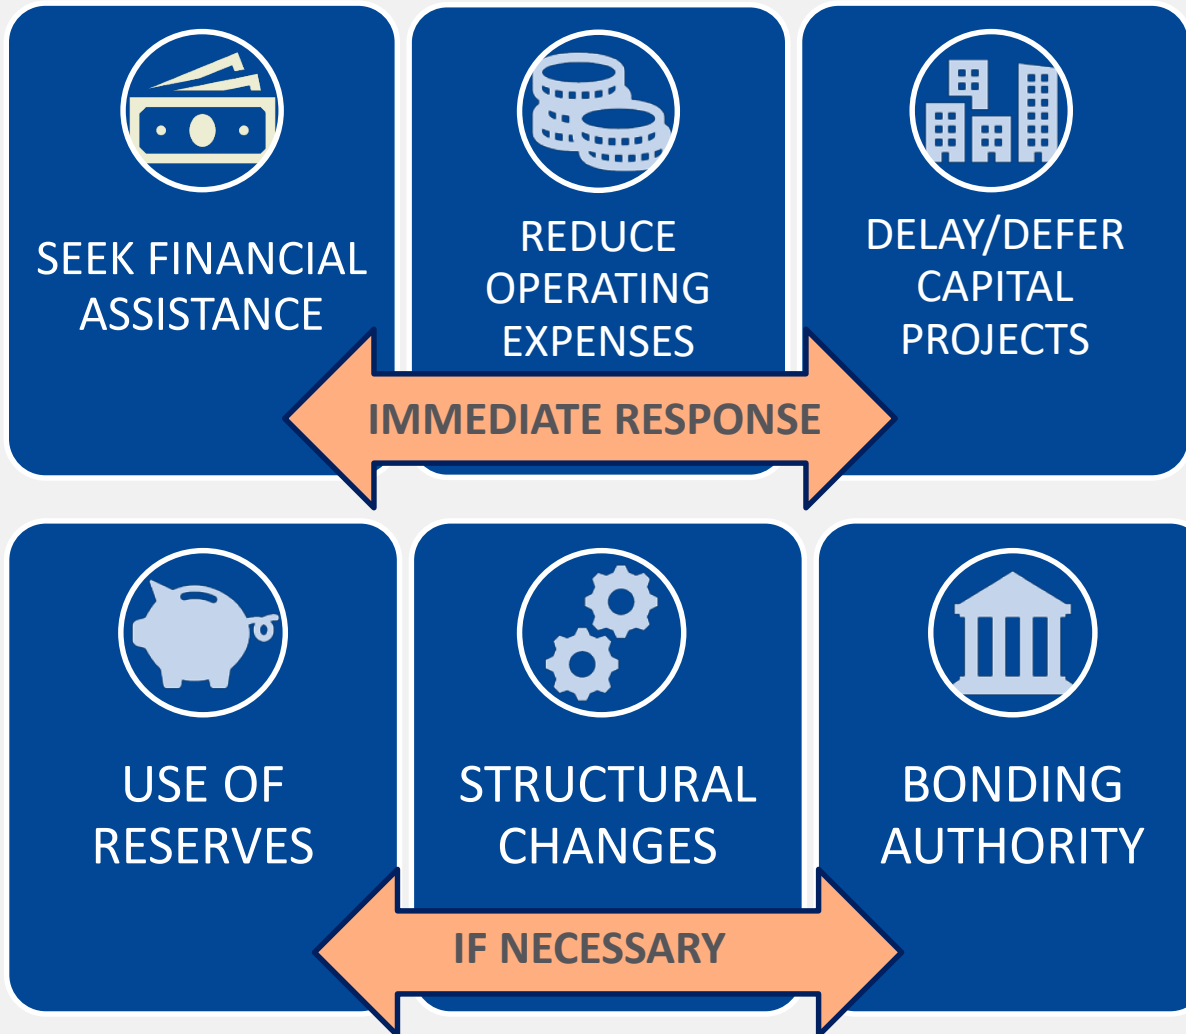 SEEK FINANCIAL
ASSISTANCE
REDUCE
OPERATING
EXPENSES
DELAY/DEFER
CAPITAL
PROJECTS
IMMEDIATE RESPONSE
USE OF
RESERVES
STRUCTURAL
CHANGES
BONDING
AUTHORITY
IF NECESSARY